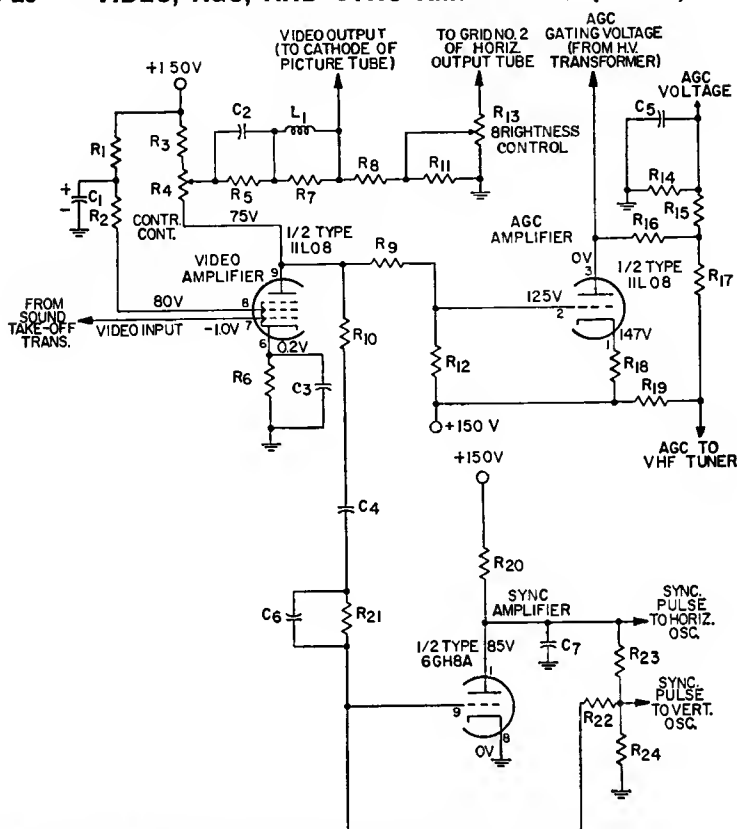 VIDEO OUTPUT
(TO CATHODE OF
PICTURE TUBE)
TO GRID NO. 2
OF HORIZ.
OUTPUT TUBE
AGC
GATING VOLTAGE
(FROM H.V.
TRANSFORMER)
AGC
VOLTAGE
+150V
C2
L1
R13
BRIGHTNESS
CONTROL
C5
R1
R3
R14
R4
R5
R7
R8
R11
R15
+
-
C1
R2
CONTR.
CONT.
75V
R16
1/2 TYPE
11LO8
R9
AGC
AMPLIFIER
0V
3
VIDEO
AMPLIFIER
9
1/2 TYPE
11LO8
R17
FROM
SOUND
TAKE-OFF
TRANS.
80V
8
VIDEO INPUT
-1.0V
7
125V
2
6
0.2V
R10
147V
1
R6
C3
R12
R18
R19
+150 V
AGC TO
VHF TUNER
+150V
C4
R20
SYNC
AMPLIFIER
SYNC.
PULSE
TO HORIZ.
OSC.
C6
R21
1/2 TYPE
6GH8A
85V
C7
1
R23
9
R22
SYNC.
PULSE
TO VERT.
OSC.
8
0V
R24